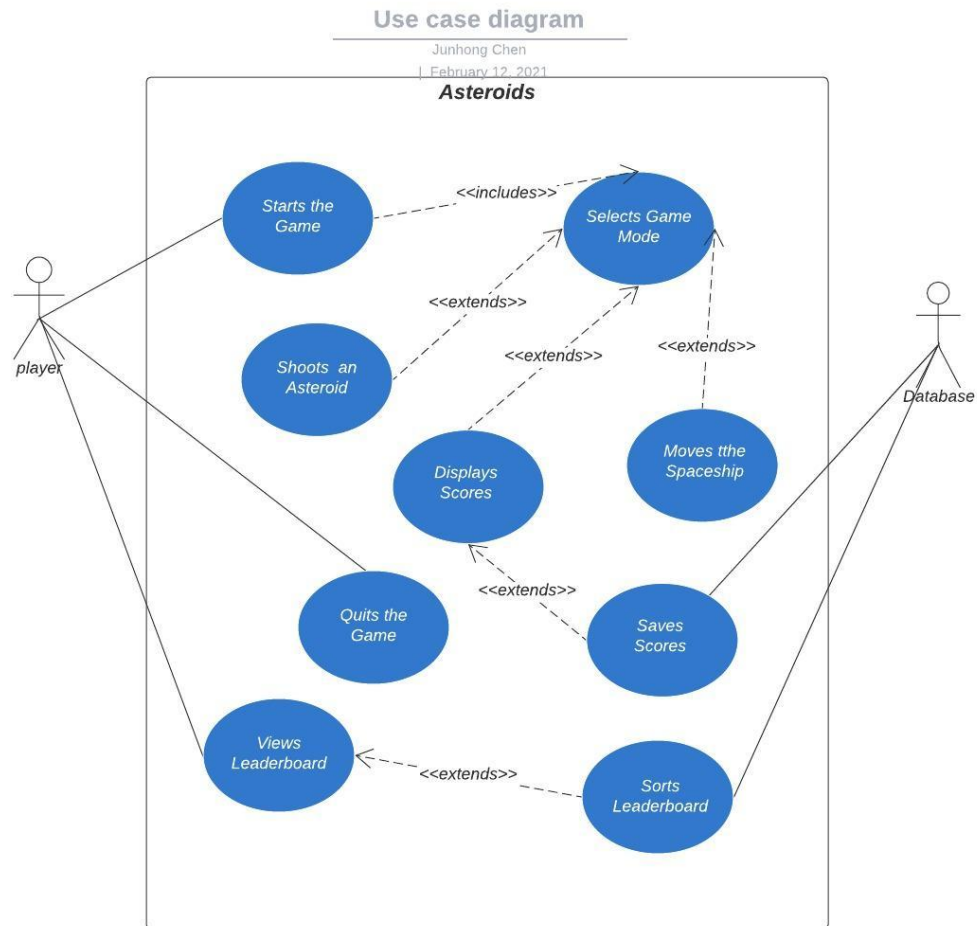 Use case diagram
Junhong Chen
| February 12, 2021
Asteroids
Starts the
Game
<<includes>>
Selects Game
Mode
<<extends>>
<<extends>>
<<extends>>
player
Shoots an
Asteroid
Database
Displays
Scores
Moves tthe
Spaceship
<<extends>>
Quits the
Game
Saves
Scores
Views
Leaderboard
<<extends>>
Sorts
Leaderboard